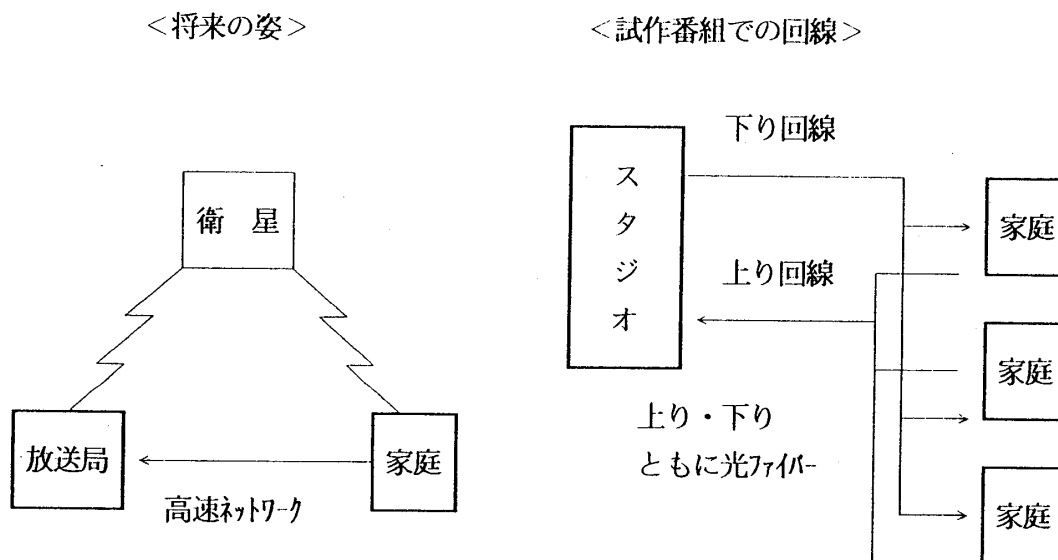 ＜将来の姿＞
衛　星
放送局
家庭
高速ネットワーク
＜試作番組での回線＞
スタジオ
下り回線
上り回線
上り・下り
ともに光ファイバー
家庭
家庭
家庭